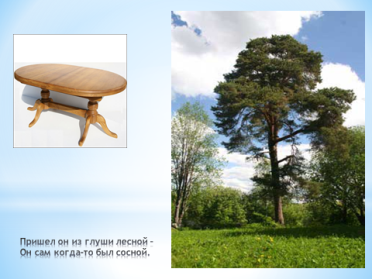 Пришел он из глуши лесной –
Он сам когда-то был сосной.